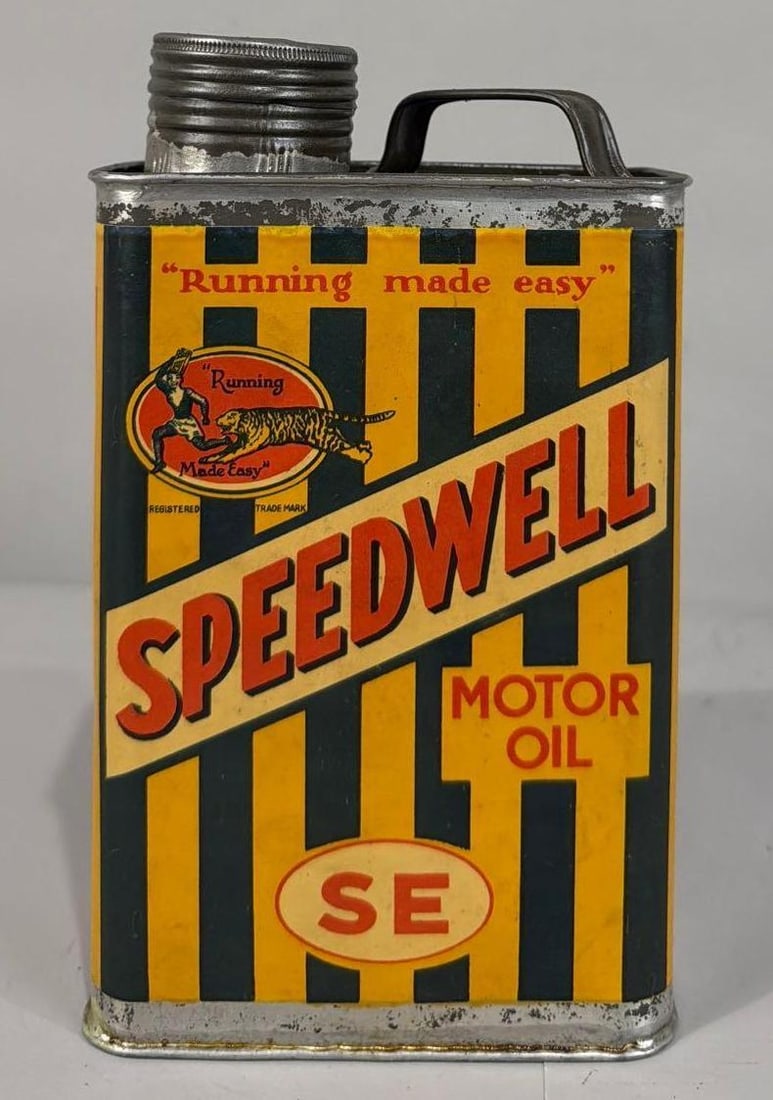 "Running made easy"
"Running
Made Easy"
REGISTERED TRADE MARK
SPEEDWELL
MOTOR
OIL
SE